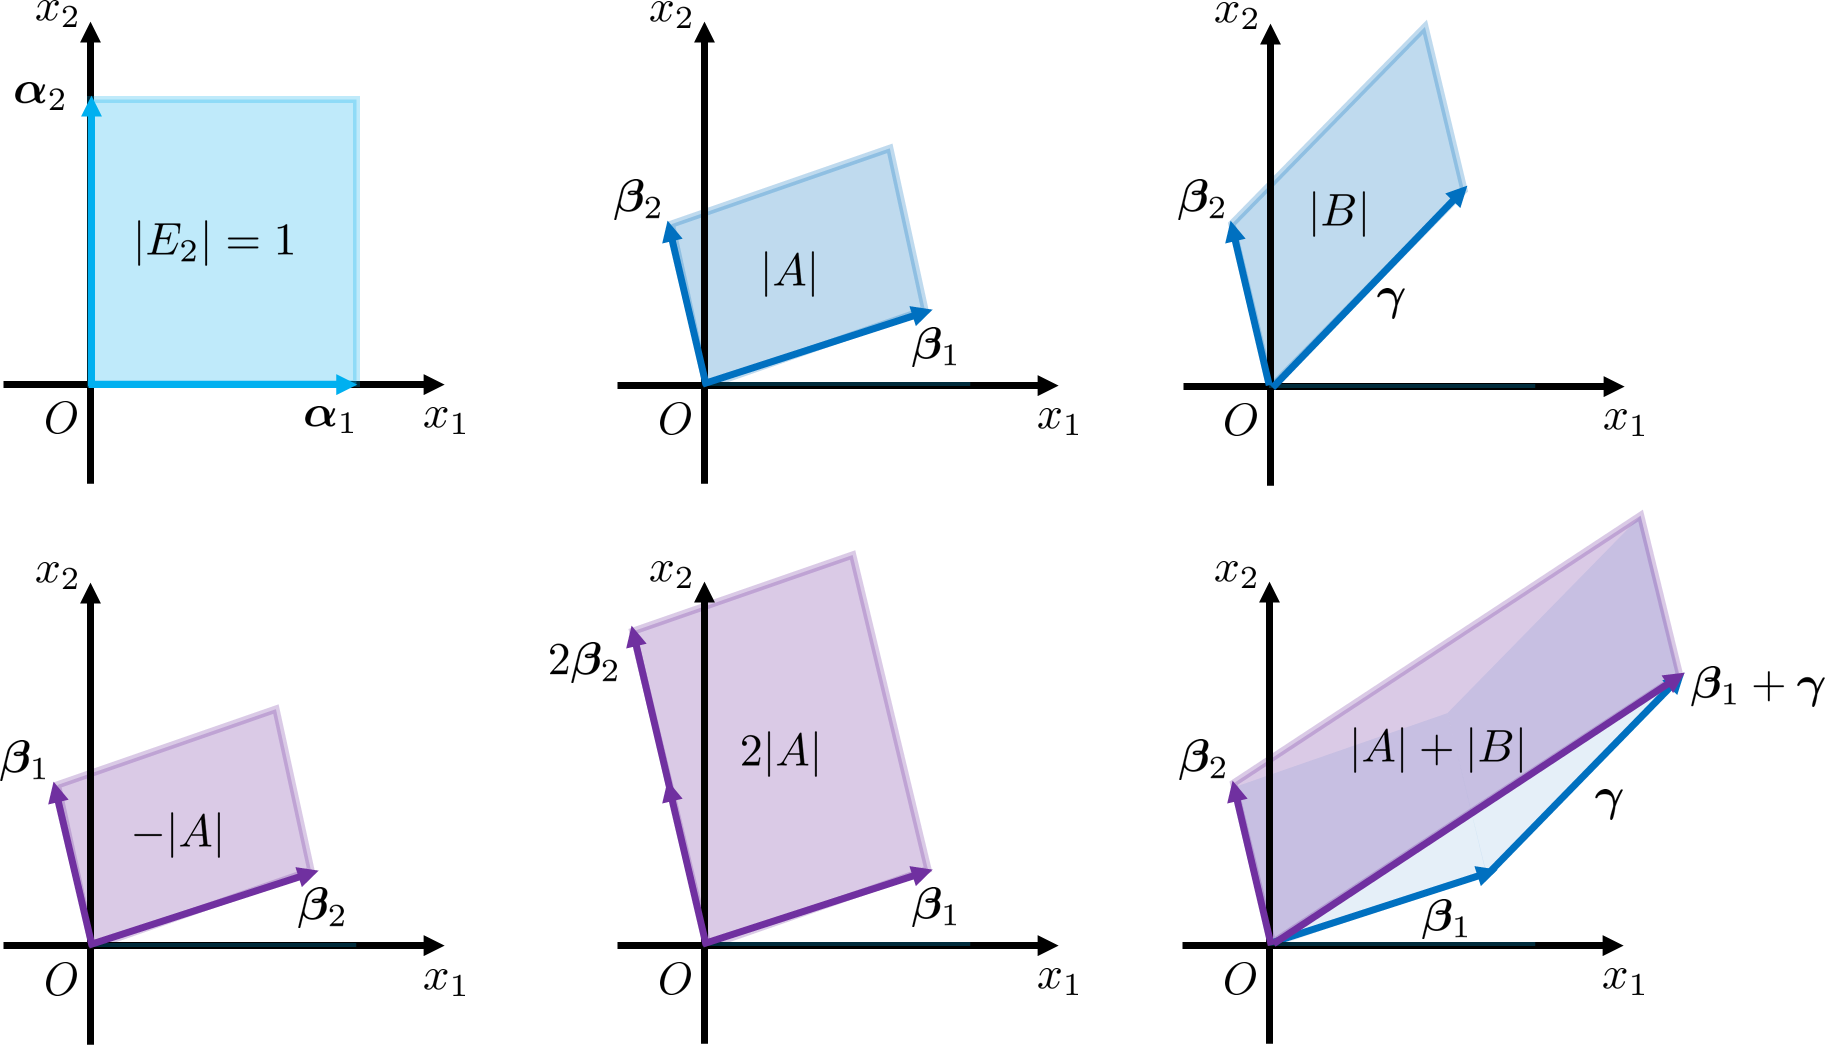 x₂
α₂
|E₂| = 1
O
α₁
x₁
x₂
β₂
|A|
β₁
O
x₁
x₂
β₂
|B|
γ
O
x₁
x₂
β₁
−|A|
β₂
O
x₁
x₂
2β₂
2|A|
β₁
O
x₁
x₂
β₁ + γ
β₂
|A| + |B|
γ
β₁
O
x₁